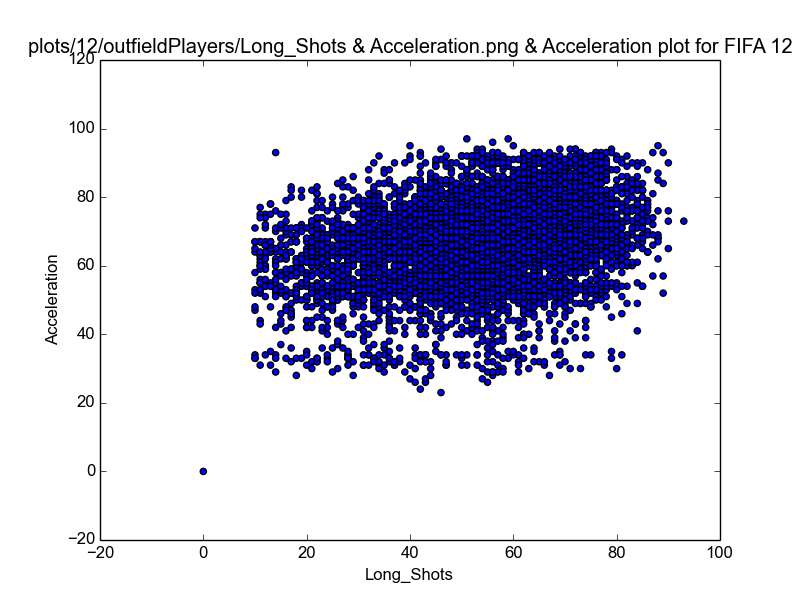 plots/12/outfieldPlayers/Long_Shots & Acceleration.png & Acceleration plot for FIFA 12
120
100
80
60
40
20
0
−20
Acceleration
−20 0 20 40 60 80 100
Long_Shots